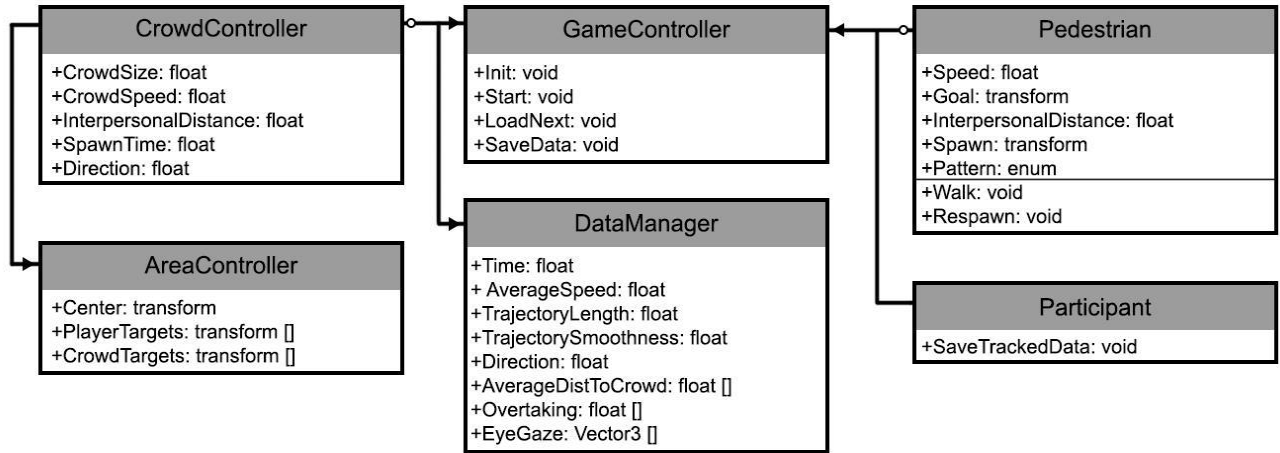 CrowdController
+CrowdSize: float
+CrowdSpeed: float
+InterpersonalDistance: float
+SpawnTime: float
+Direction: float
AreaController
+Center: transform
+PlayerTargets: transform []
+CrowdTargets: transform []
GameController
+Init: void
+Start: void
+LoadNext: void
+SaveData: void
DataManager
+Time: float
+ AverageSpeed: float
+TrajectoryLength: float
+TrajectorySmoothness: float
+Direction: float
+AverageDistToCrowd: float []
+Overtaking: float []
+EyeGaze: Vector3 []
Pedestrian
+Speed: float
+Goal: transform
+InterpersonalDistance: float
+Spawn: transform
+Pattern: enum
+Walk: void
+Respawn: void
Participant
+SaveTrackedData: void